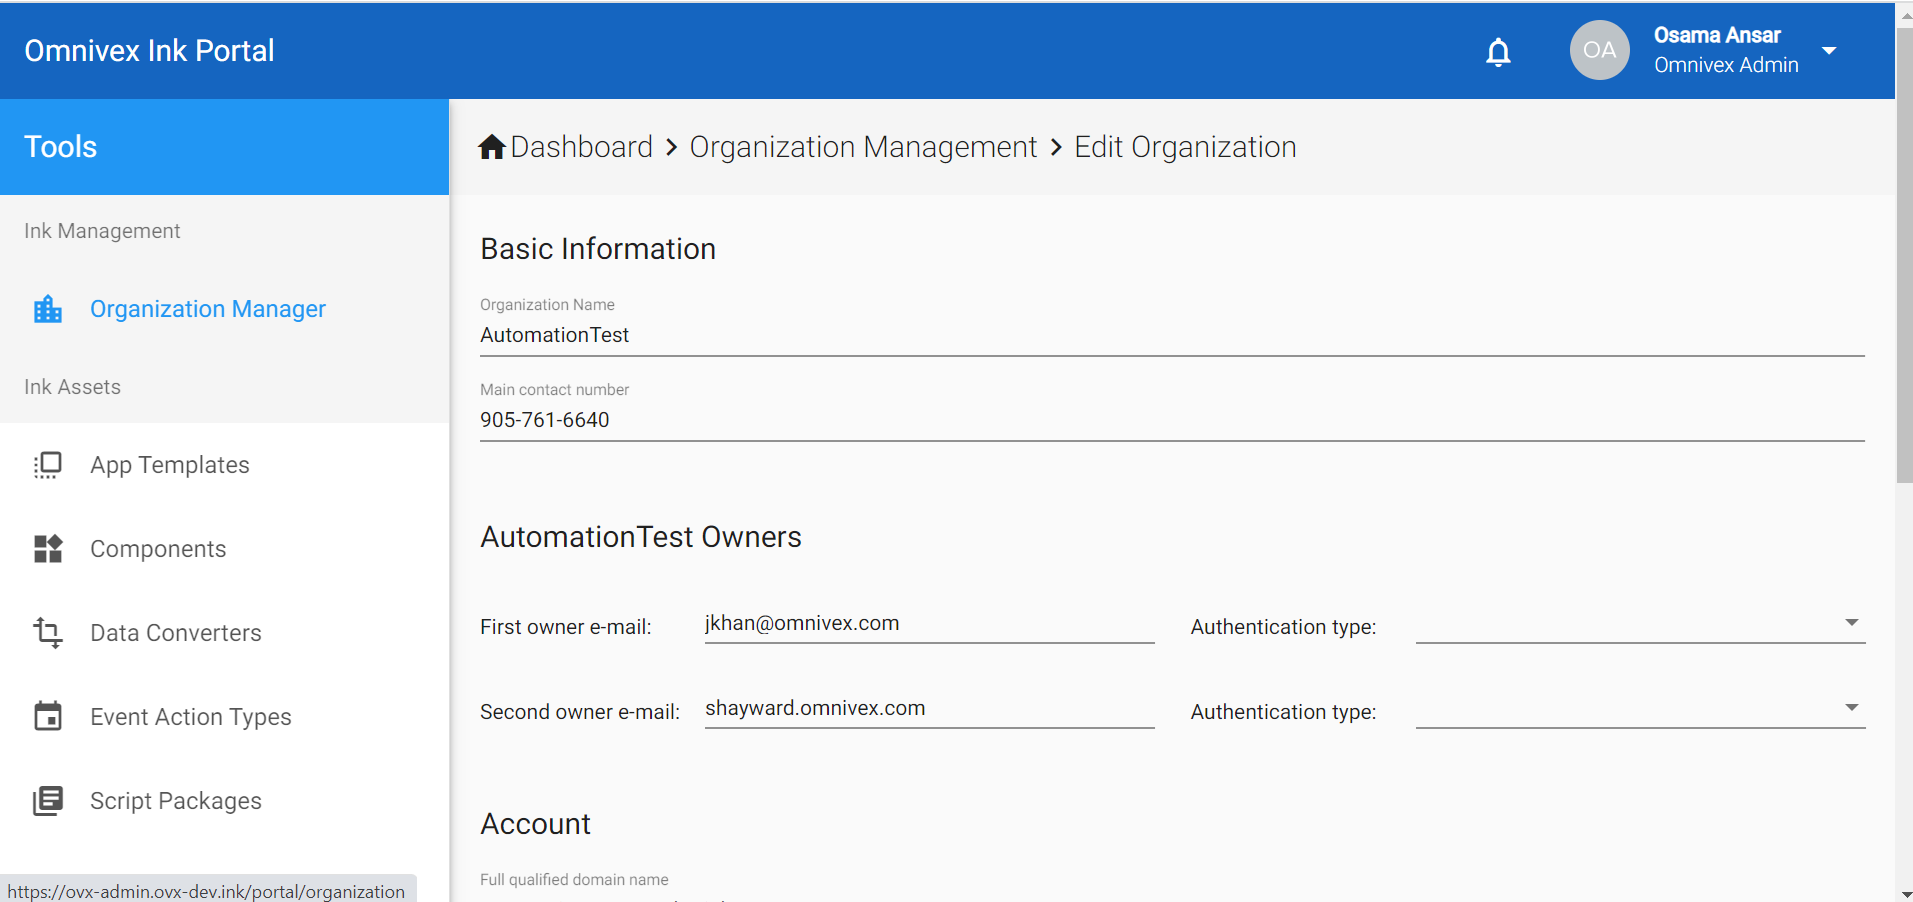 Omnivex Ink Portal
OA
Osama Ansar
Omnivex Admin
Tools
Dashboard > Organization Management > Edit Organization
Ink Management
Organization Manager
Ink Assets
App Templates
Components
Data Converters
Event Action Types
Script Packages
https://ovx-admin.ovx-dev.ink/portal/organization
Basic Information
Organization Name
AutomationTest
Main contact number
905-761-6640
AutomationTest Owners
First owner e-mail: jkhan@omnivex.com Authentication type:
Second owner e-mail: shayward.omnivex.com Authentication type:
Account
Full qualified domain name